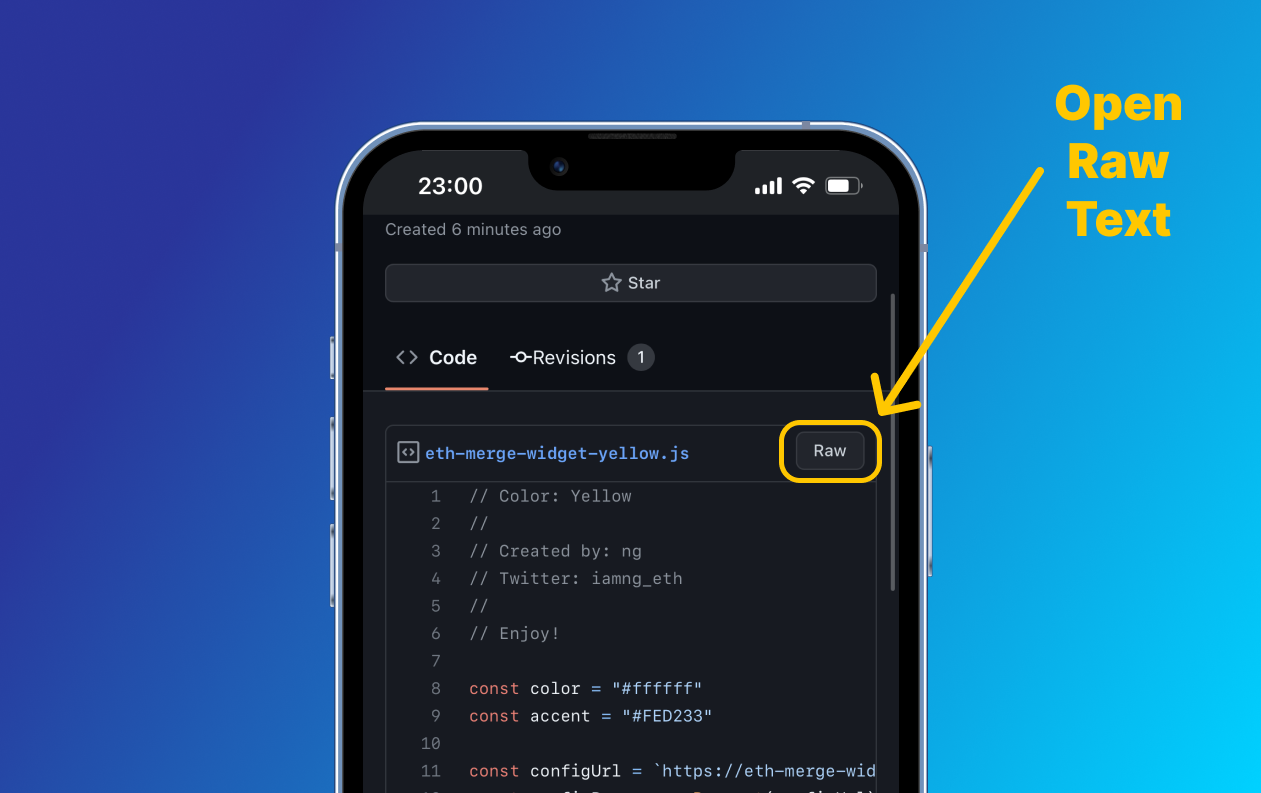 Open
Raw
Text
23:00
Created 6 minutes ago
Star
Code
Revisions 1
eth-merge-widget-yellow.js
Raw
1 // Color: Yellow
2 //
3 // Created by: ng
4 // Twitter: iamng_eth
5 //
6 // Enjoy!
7
8 const color = "#ffffff"
9 const accent = "#FED233"
10
11 const configUrl = `https://eth-merge-wid